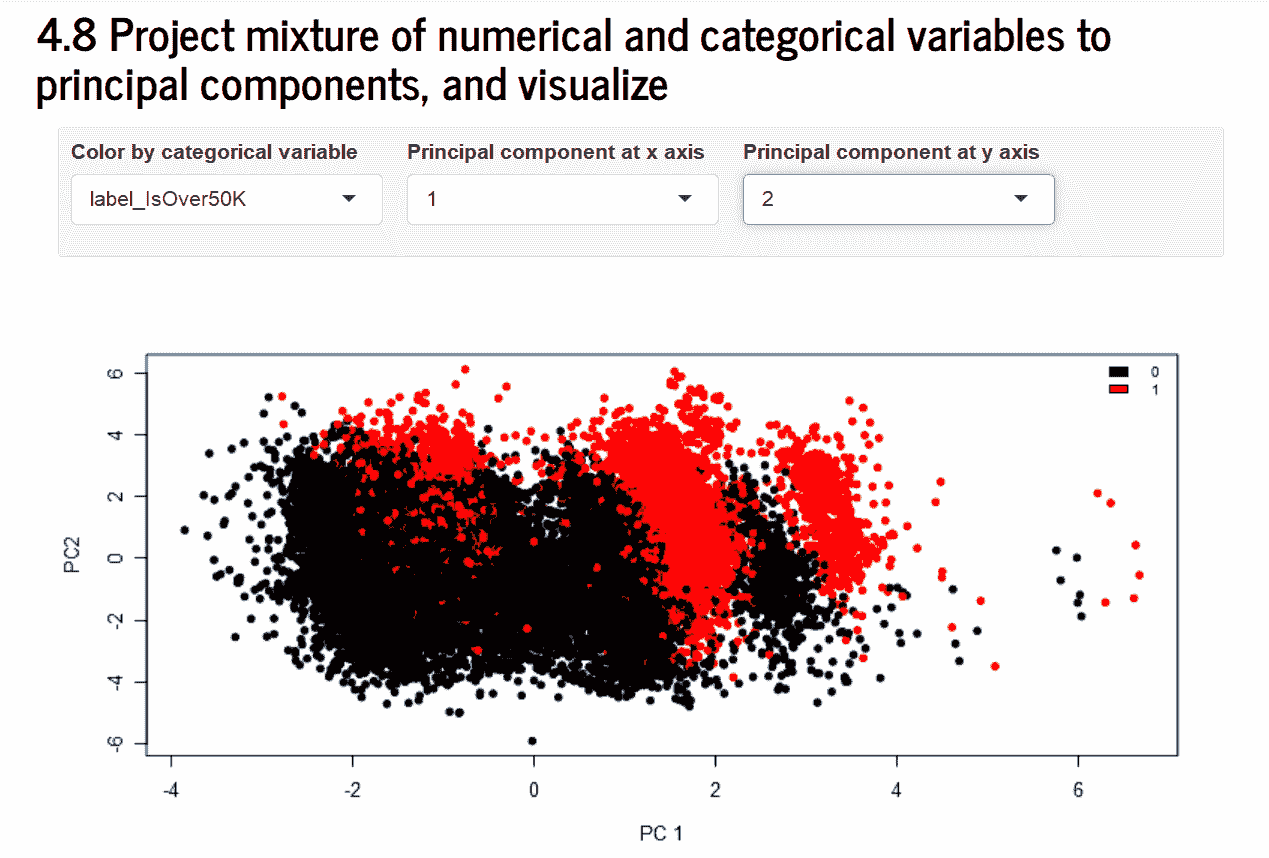 4.8 Project mixture of numerical and categorical variables to
principal components, and visualize
Color by categorical variable
Principal component at x axis
Principal component at y axis
label_IsOver50K
1
2
0
1
6
4
2
0
-2
-4
-6
PC2
-4
-2
0
2
4
6
PC 1